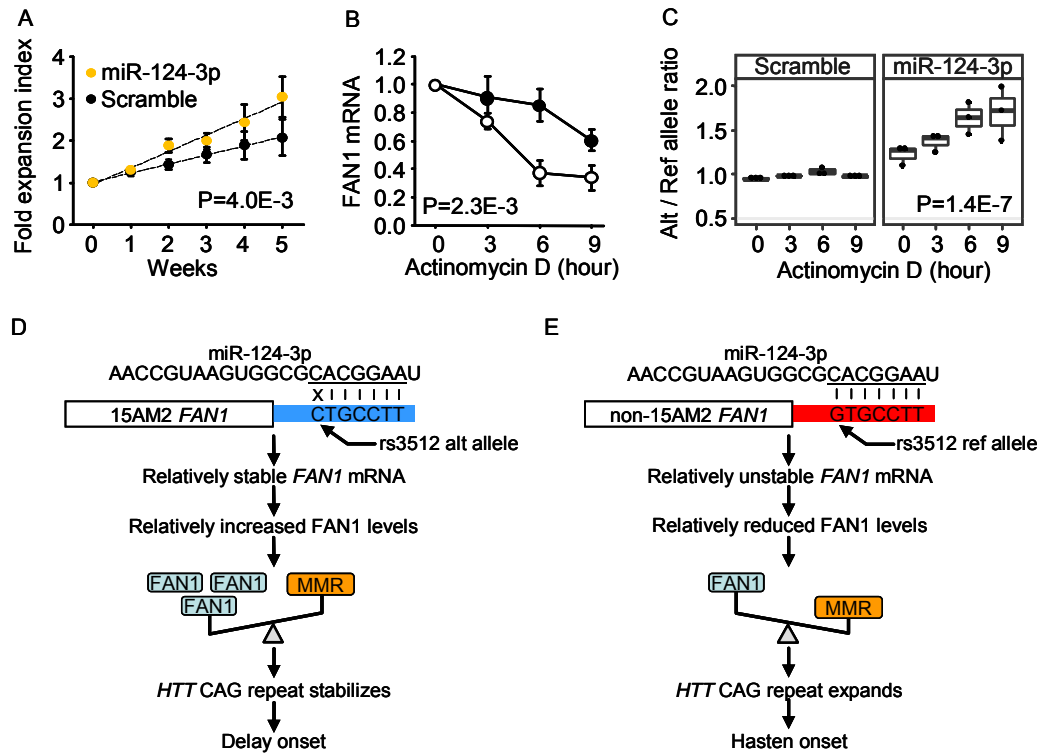 A
Fold expansion index
4
3
2
1
0
miR-124-3p
Scramble
P=4.0E-3
0 1 2 3 4 5
Weeks
B
FAN1 mRNA
1.2
1.0
0.8
0.6
0.4
0.2
0.0
P=2.3E-3
0 3 6 9
Actinomycin D (hour)
C
Alt / Ref allele ratio
2.0
1.5
1.0
0.5
Scramble
miR-124-3p
P=1.4E-7
0 3 6 9 0 3 6 9
Actinomycin D (hour)
D
miR-124-3p
AACCGUAAGUGGCGCACGGAAU
X
15AM2 FAN1
CTGCCTT
rs3512 alt allele
Relatively stable FAN1 mRNA
Relatively increased FAN1 levels
FAN1 FAN1 MMR
FAN1
HTT CAG repeat stabilizes
Delay onset
E
miR-124-3p
AACCGUAAGUGGCGCACGGAAU
non-15AM2 FAN1
GTGCCTT
rs3512 ref allele
Relatively unstable FAN1 mRNA
Relatively reduced FAN1 levels
FAN1
MMR
HTT CAG repeat expands
Hasten onset